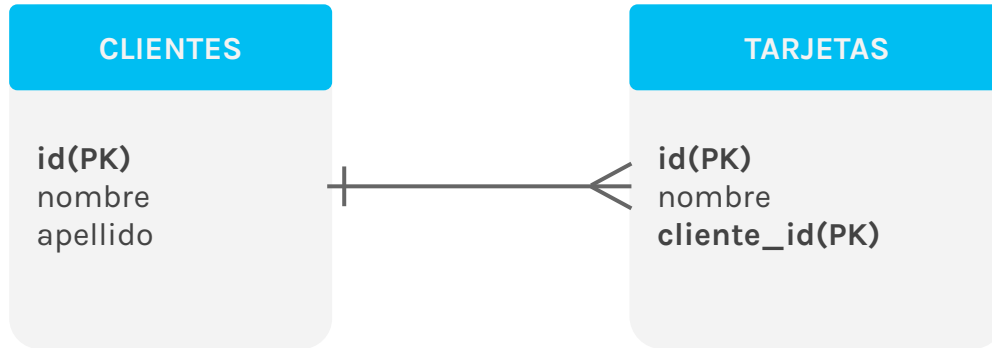 CLIENTES
id(PK)
nombre
apellido
TARJETAS
id(PK)
nombre
cliente_id(PK)